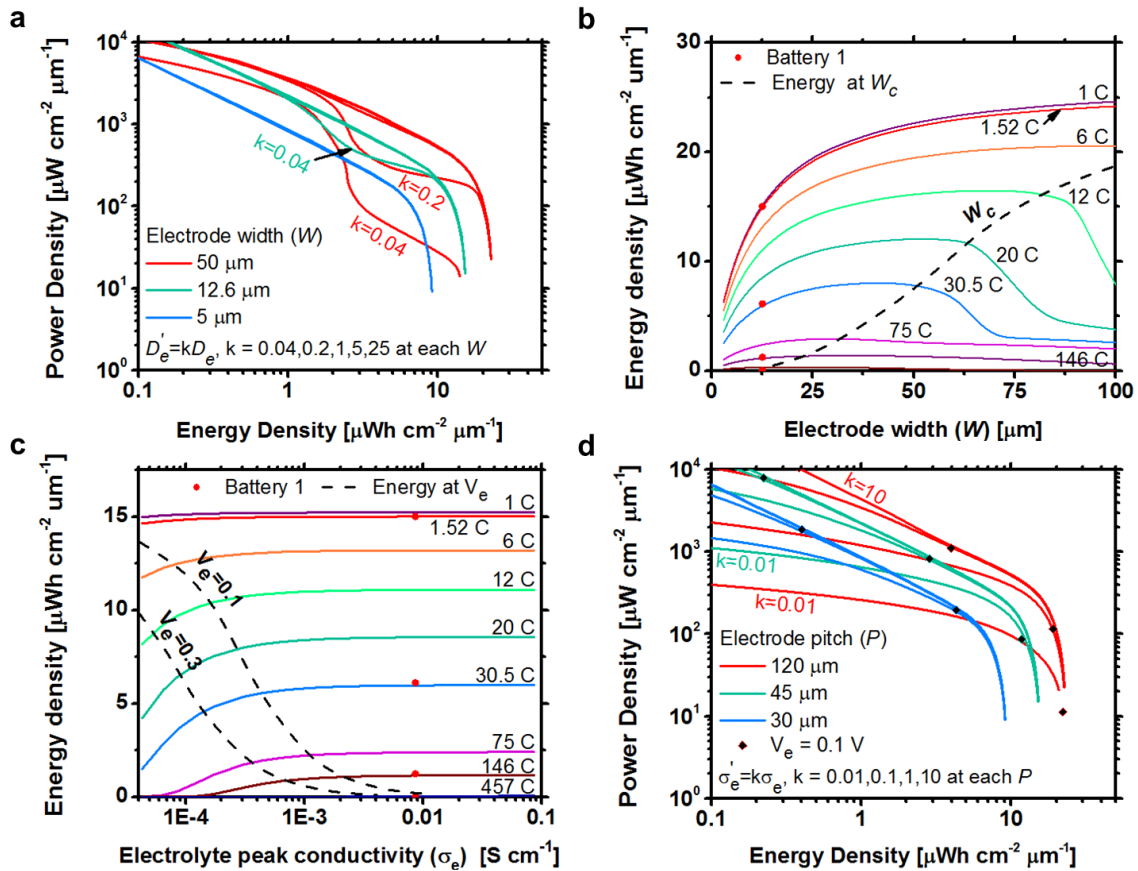 a
Power Density [μW cm⁻² μm⁻¹]
10⁴
10³
10²
10¹
10⁰
k=0.04
k=0.2
k=0.04
Electrode width (W)
50 μm
12.6 μm
5 μm
D'ₑ=kDₑ, k = 0.04,0.2,1,5,25 at each W
0.1 1 10
Energy Density [μWh cm⁻² μm⁻¹]
b
Energy density [μWh cm⁻² um⁻¹]
30
20
10
0
Battery 1
Energy at W_c
1 C
1.52 C
6 C
12 C
W_c
20 C
30.5 C
75 C
146 C
0 25 50 75 100
Electrode width (W) [μm]
c
Energy density [μWh cm⁻² um⁻¹]
15
10
5
0
Battery 1 Energy at Vₑ
1 C
1.52 C
6 C
12 C
20 C
30.5 C
75 C
146 C
457 C
Vₑ=0.1
Vₑ=0.3
1E-4 1E-3 0.01 0.1
Electrolyte peak conductivity (σₑ) [S cm⁻¹]
d
Power Density [μW cm⁻² μm⁻¹]
10⁴
10³
10²
10¹
10⁰
k=10
k=0.01
k=0.01
Electrode pitch (P)
120 μm
45 μm
30 μm
Vₑ = 0.1 V
σ'ₑ=kσₑ, k = 0.01,0.1,1,10 at each P
0.1 1 10
Energy Density [μWh cm⁻² μm⁻¹]